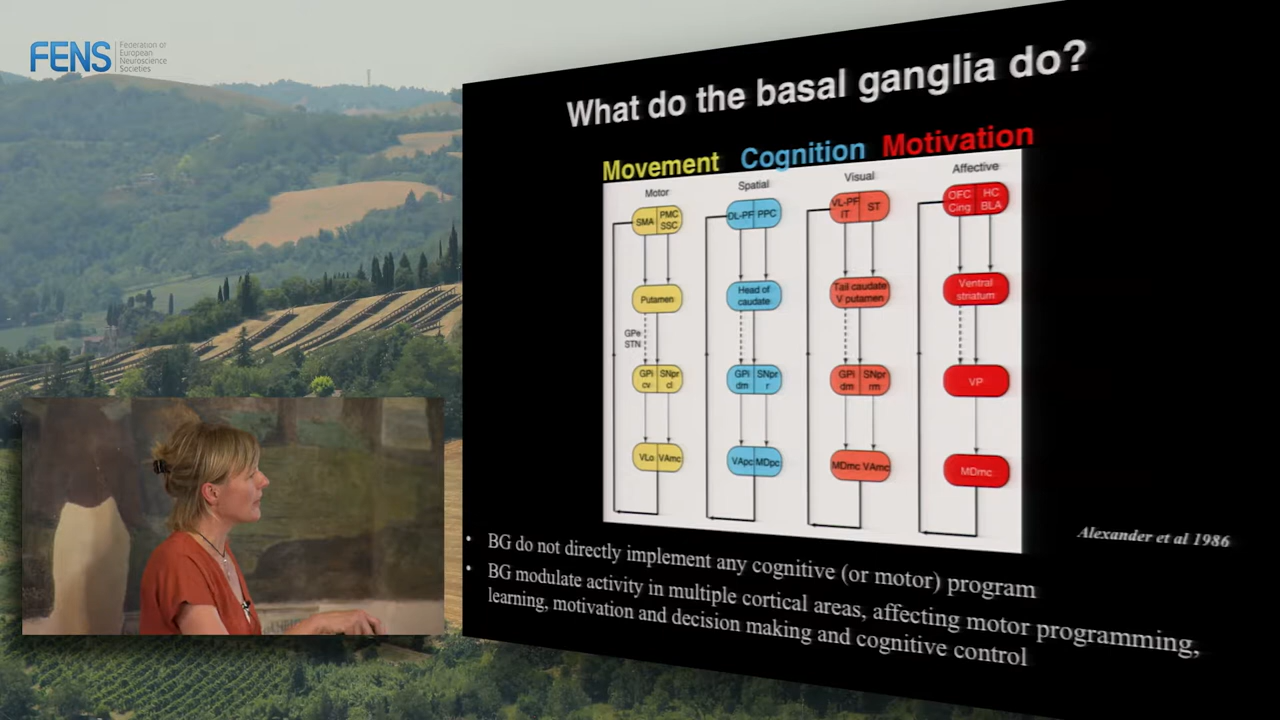 FENS
Federation of
European
Neuroscience
Societies
What do the basal ganglia do?
Movement Cognition Motivation
Motor Spatial Visual Affective
SMA PMC SSC
DL-PF PPC
VL-PF IT ST
OFC Cing HC BLA
Putamen
Head of caudate
Tail caudate V putamen
Ventral striatum
GPe
STN
GPi cv SNpr cl
GPi dm SNpr r
GPi dm SNpr rm
VP
VLo VAmc
VApc MDpc
MDmc VAmc
MDmc
Alexander et al 1986
• BG do not directly implement any cognitive (or motor) program
• BG modulate activity in multiple cortical areas, affecting motor programming,
learning, motivation and decision making and cognitive control